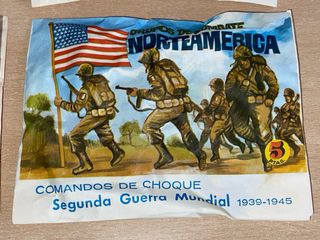 GRUPOS DE COMBATE
NORTEAMERICA
5
PTAS
COMANDOS DE CHOQUE
Segunda Guerra Mundial 1939-1945